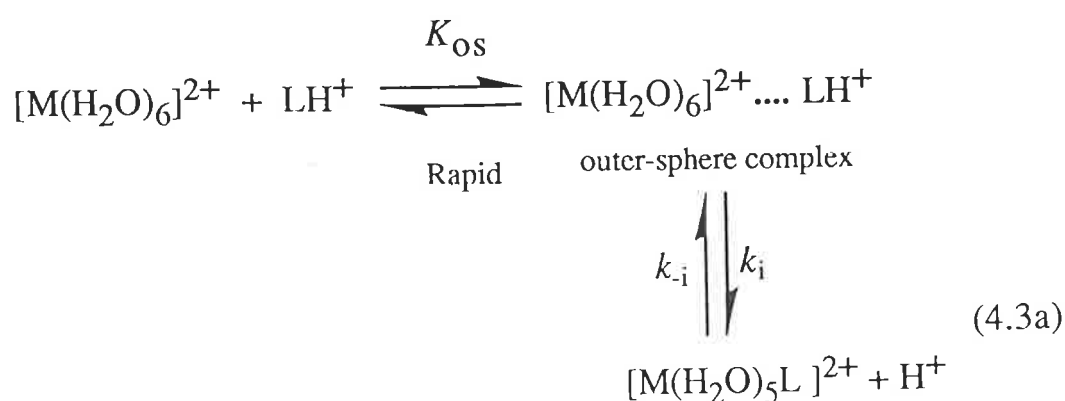 K_os
[M(H₂O)₆]²⁺ + LH⁺ ⇌ [M(H₂O)₆]²⁺.... LH⁺
Rapid
outer-sphere complex
k_-i k_i
(4.3a)
[M(H₂O)₅L ]²⁺ + H⁺